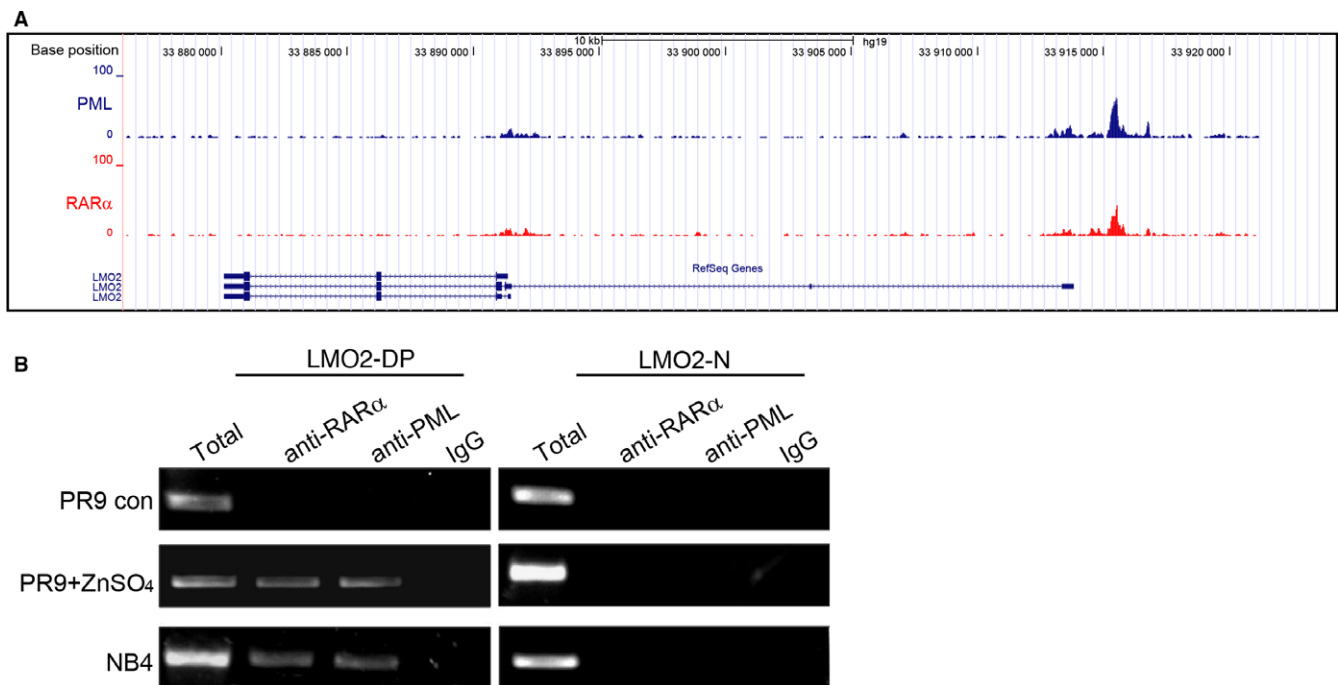 A
10 kb hg19
Base position 33 880 000 33 885 000 33 890 000 33 895 000 33 900 000 33 905 000 33 910 000 33 915 000 33 920 000
100
PML
0
100
RARα
0
RefSeq Genes
LMO2
LMO2
LMO2
B
LMO2-DP LMO2-N
Total anti-RARα anti-PML IgG Total anti-RARα anti-PML IgG
PR9 con
PR9+ZnSO₄
NB4